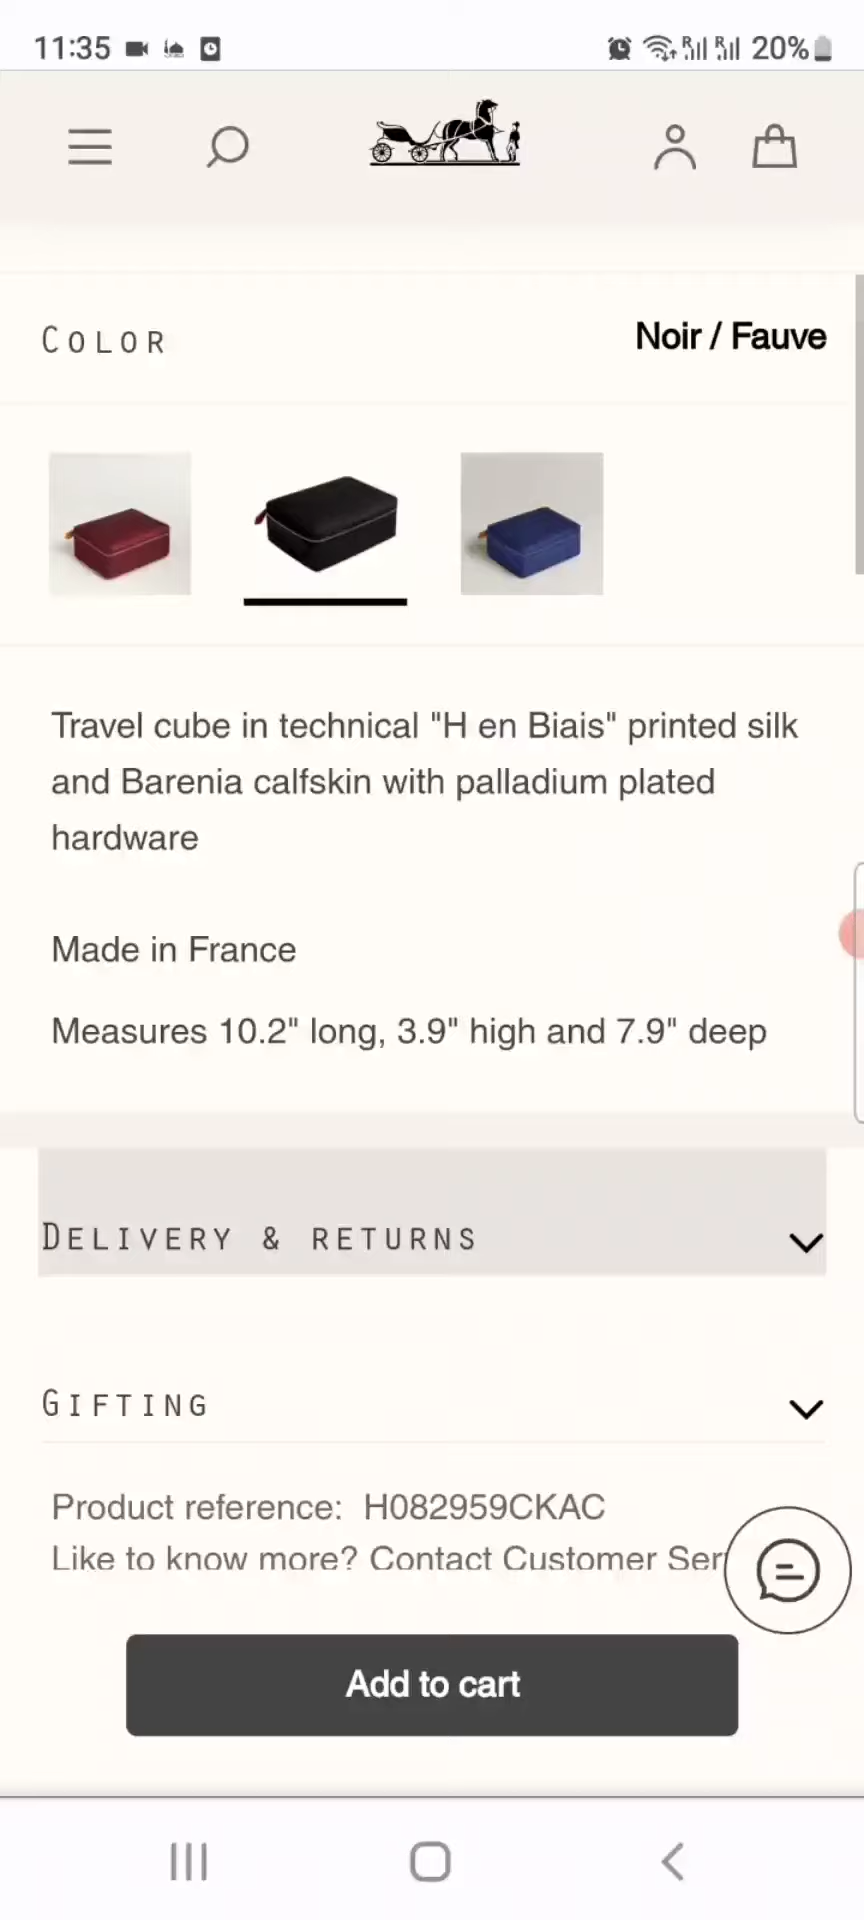 11:35
20%
Color
Noir / Fauve
Travel cube in technical "H en Biais" printed silk
and Barenia calfskin with palladium plated
hardware
Made in France
Measures 10.2" long, 3.9" high and 7.9" deep
Delivery & returns
Gifting
Product reference: H082959CKAC
Like to know more? Contact Customer Ser
Add to cart